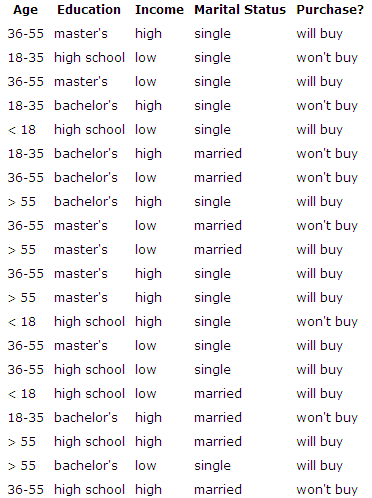 Age Education Income Marital Status Purchase?
36-55 master's high single will buy
18-35 high school low single won't buy
36-55 master's low single will buy
18-35 bachelor's high single won't buy
< 18 high school low single will buy
18-35 bachelor's high married won't buy
36-55 bachelor's low married won't buy
> 55 bachelor's high single will buy
36-55 master's low married won't buy
> 55 master's low married will buy
36-55 master's high single will buy
> 55 master's high single will buy
< 18 high school high single won't buy
36-55 master's low single will buy
36-55 high school low single will buy
< 18 high school low married will buy
18-35 bachelor's high married won't buy
> 55 high school high married will buy
> 55 bachelor's low single will buy
36-55 high school high married won't buy